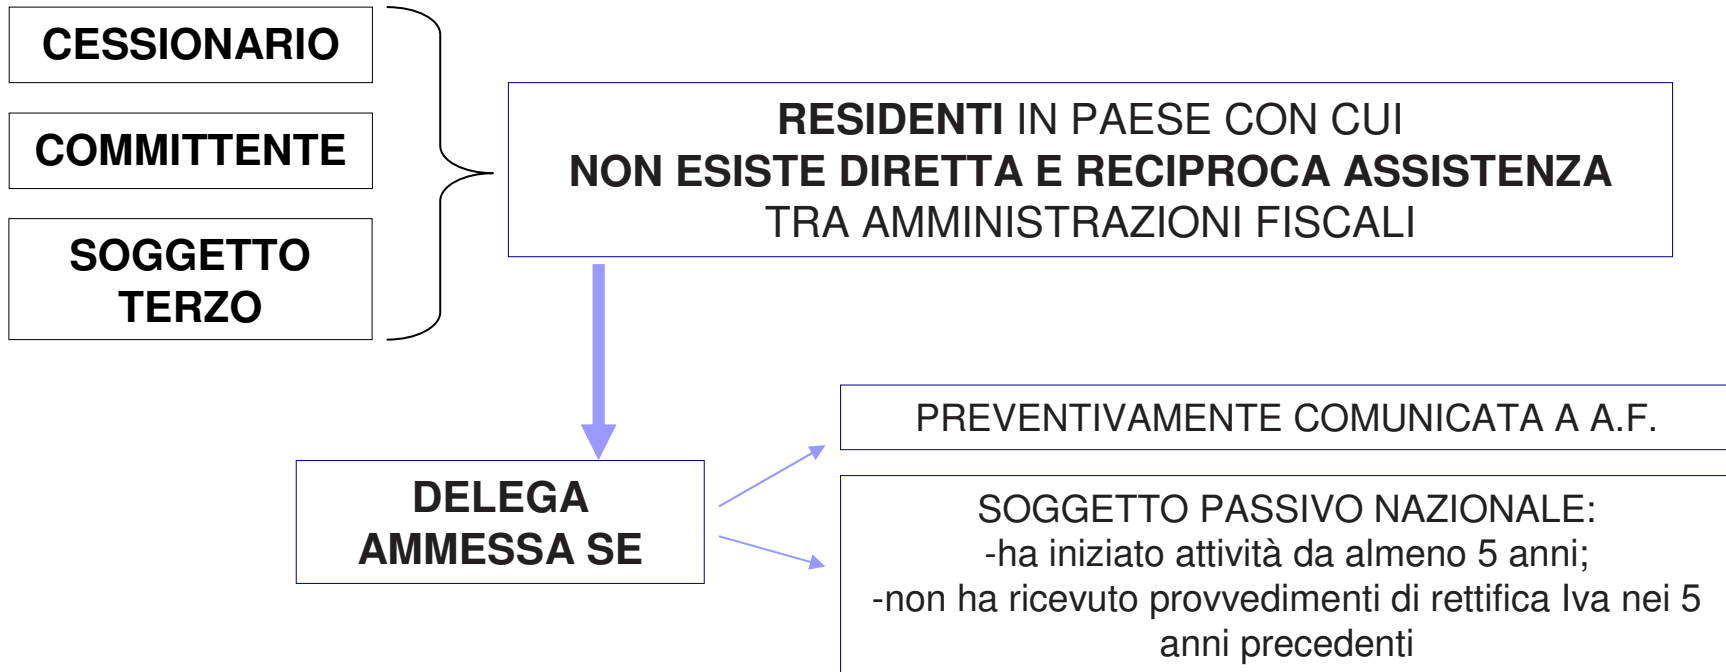 CESSIONARIO
COMMITTENTE
SOGGETTO
TERZO
RESIDENTI IN PAESE CON CUI
NON ESISTE DIRETTA E RECIPROCA ASSISTENZA
TRA AMMINISTRAZIONI FISCALI
DELEGA
AMMESSA SE
PREVENTIVAMENTE COMUNICATA A A.F.
SOGGETTO PASSIVO NAZIONALE:
-ha iniziato attività da almeno 5 anni;
-non ha ricevuto provvedimenti di rettifica Iva nei 5
anni precedenti